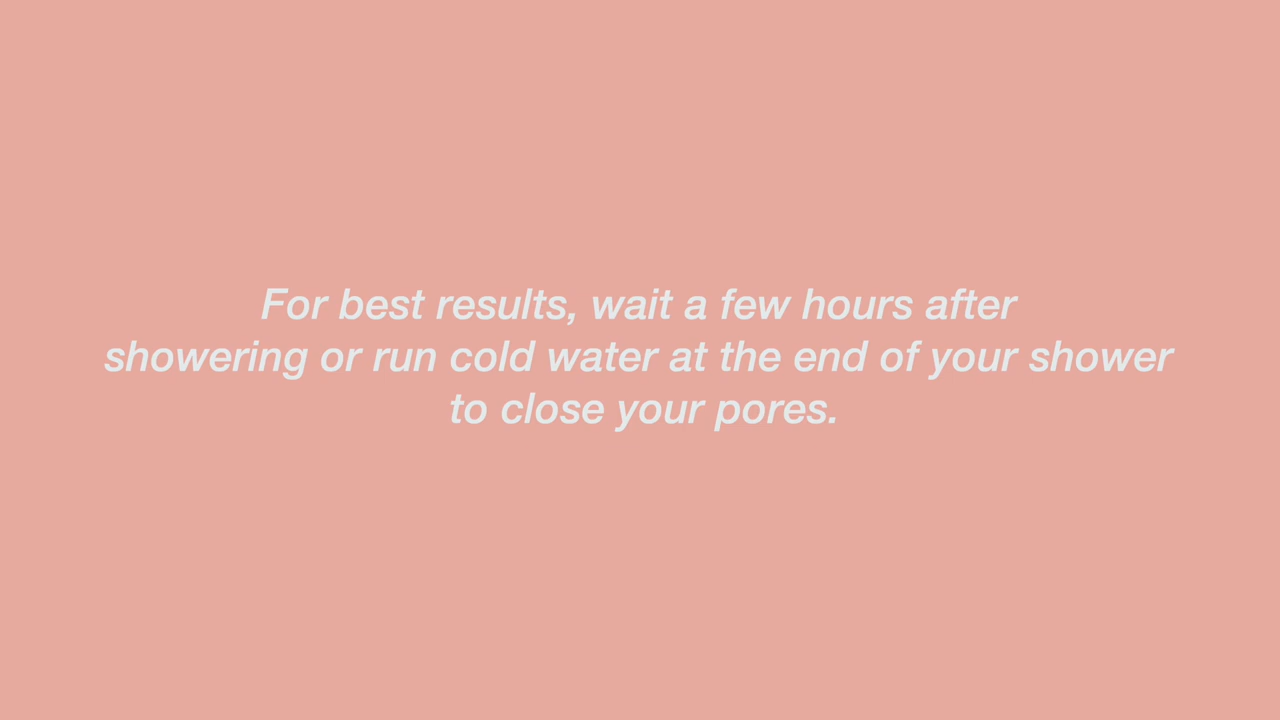 For best results, wait a few hours after
showering or run cold water at the end of your shower
to close your pores.